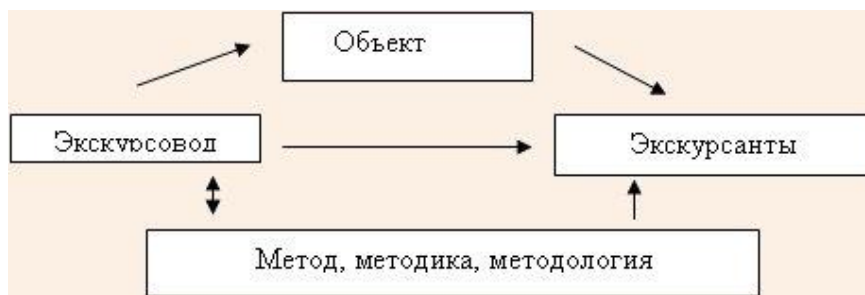 Объект
Экскурсовод
Экскурсанты
Метод, методика, методология